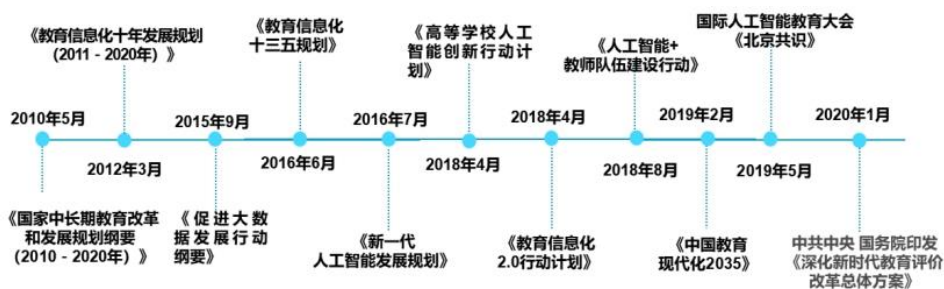 《教育信息化十年发展规划
(2011 - 2020年) 》
《教育信息化
十三五规划》
《高等学校人工
智能创新行动计
划》
《人工智能+
教师队伍建设行动》
国际人工智能教育大会
《北京共识》
2010年5月
2015年9月
2016年7月
2018年4月
2019年2月
2020年1月
2012年3月
2016年6月
2018年4月
2018年8月
2019年5月
《国家中长期教育改革
和发展规划纲要
(2010 - 2020年) 》
《促进大数
据发展行动
纲要》
《新一代
人工智能发展规划》
《教育信息化
2.0行动计划》
《中国教育
现代化2035》
中共中央 国务院印发
《深化新时代教育评价
改革总体方案》